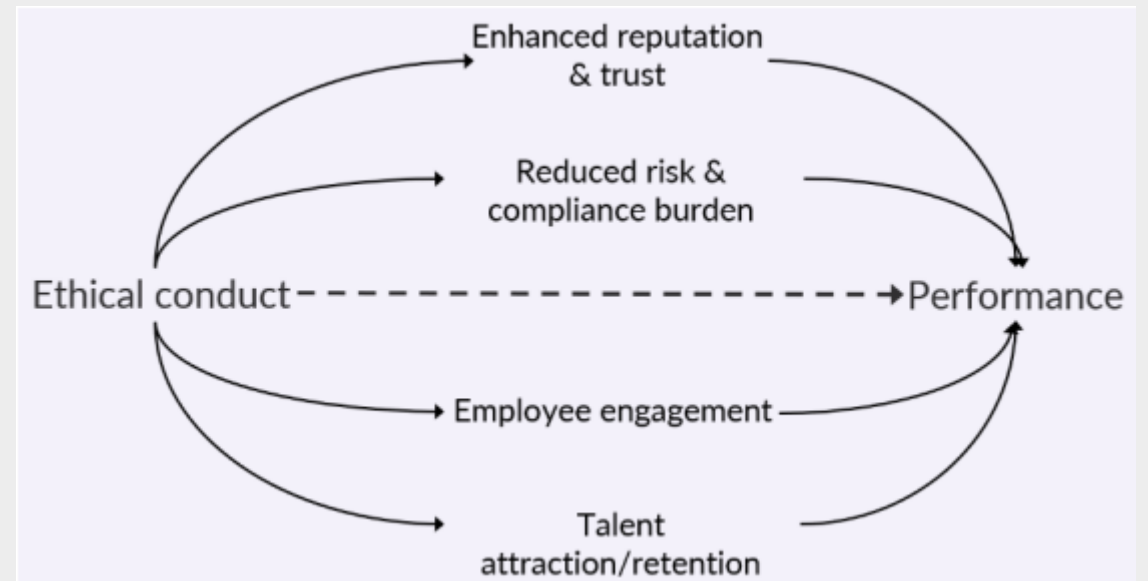 Enhanced reputation
& trust
Reduced risk &
compliance burden
Ethical conduct
Performance
Employee engagement
Talent
attraction/retention